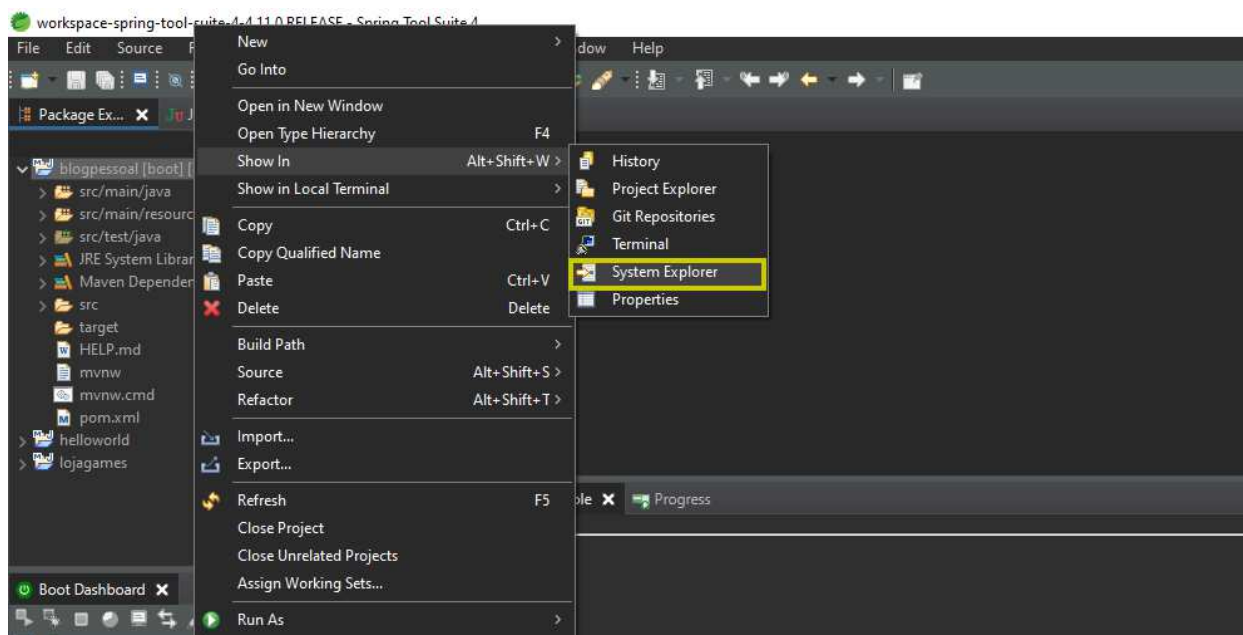 workspace-spring-tool-suite-4-4.11.0.RELEASE - Spring Tool Suite 4
File Edit Source dow Help
Package Ex...
blogpessoal [boot] [
src/main/java
src/main/resourc
src/test/java
JRE System Librar
Maven Depender
src
target
HELP.md
mvnw
mvnw.cmd
pom.xml
helloworld
lojagames
Boot Dashboard
New
Go Into
Open in New Window
Open Type Hierarchy F4
Show In Alt+Shift+W >
Show in Local Terminal
Copy Ctrl+C
Copy Qualified Name
Paste Ctrl+V
Delete Delete
Build Path
Source Alt+Shift+S >
Refactor Alt+Shift+T >
Import...
Export...
Refresh F5
Close Project
Close Unrelated Projects
Assign Working Sets...
Run As
History
Project Explorer
Git Repositories
Terminal
System Explorer
Properties
ole Progress